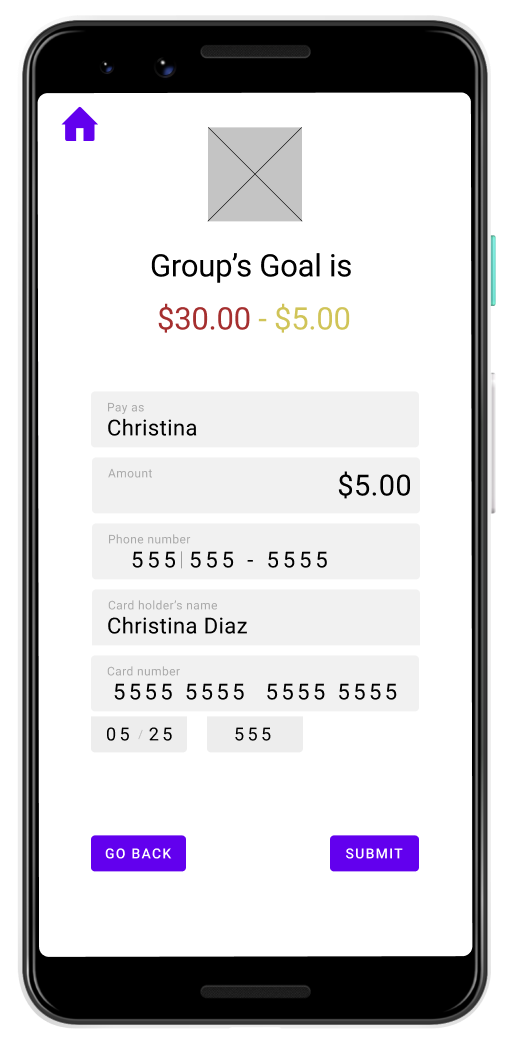 Group's Goal is
$30.00 - $5.00
Pay as
Christina
Amount
$5.00
Phone number
555 555 - 5555
Card holder's name
Christina Diaz
Card number
5555 5555 5555 5555
05 / 25 555
GO BACK SUBMIT